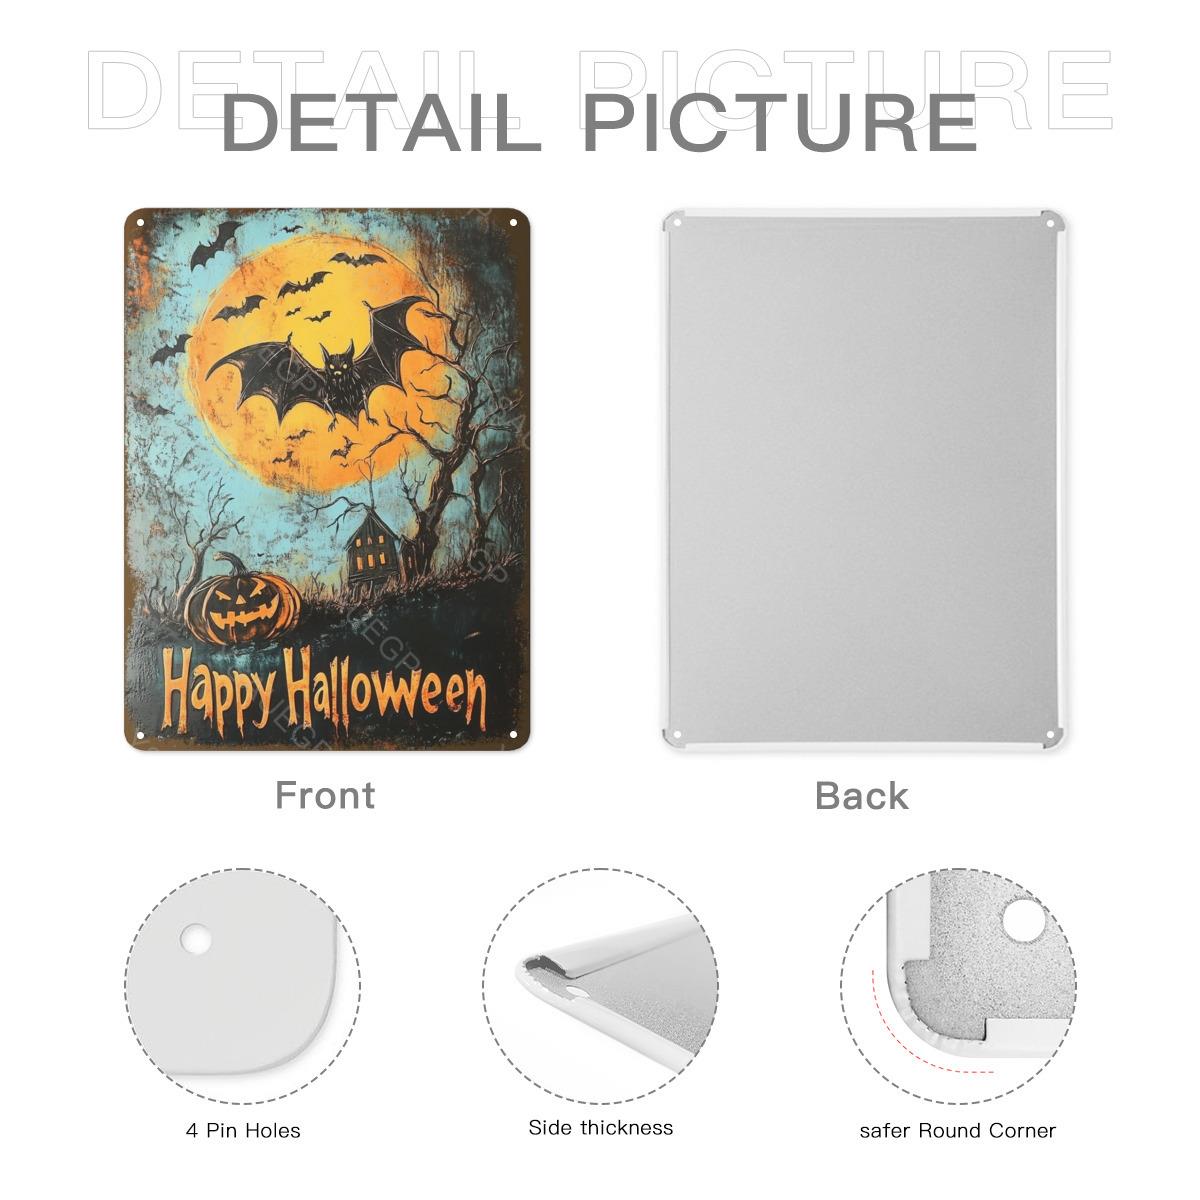 DETAIL PICTURE
DETAIL PICTURE
Happy Halloween
Front
Back
4 Pin Holes
Side thickness
safer Round Corner